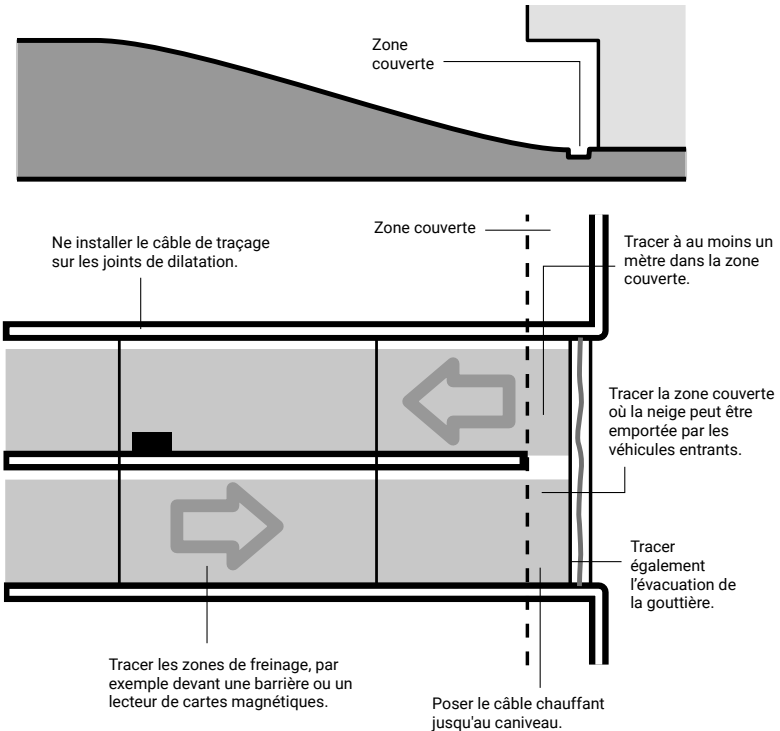 Zone
couverte
Zone couverte
Ne installer le câble de traçage
sur les joints de dilatation.
Tracer à au moins un
mètre dans la zone
couverte.
Tracer la zone couverte
où la neige peut être
emportée par les
véhicules entrants.
Tracer
également
l'évacuation de
la gouttière.
Tracer les zones de freinage, par
exemple devant une barrière ou un
lecteur de cartes magnétiques.
Poser le câble chauffant
jusqu'au caniveau.